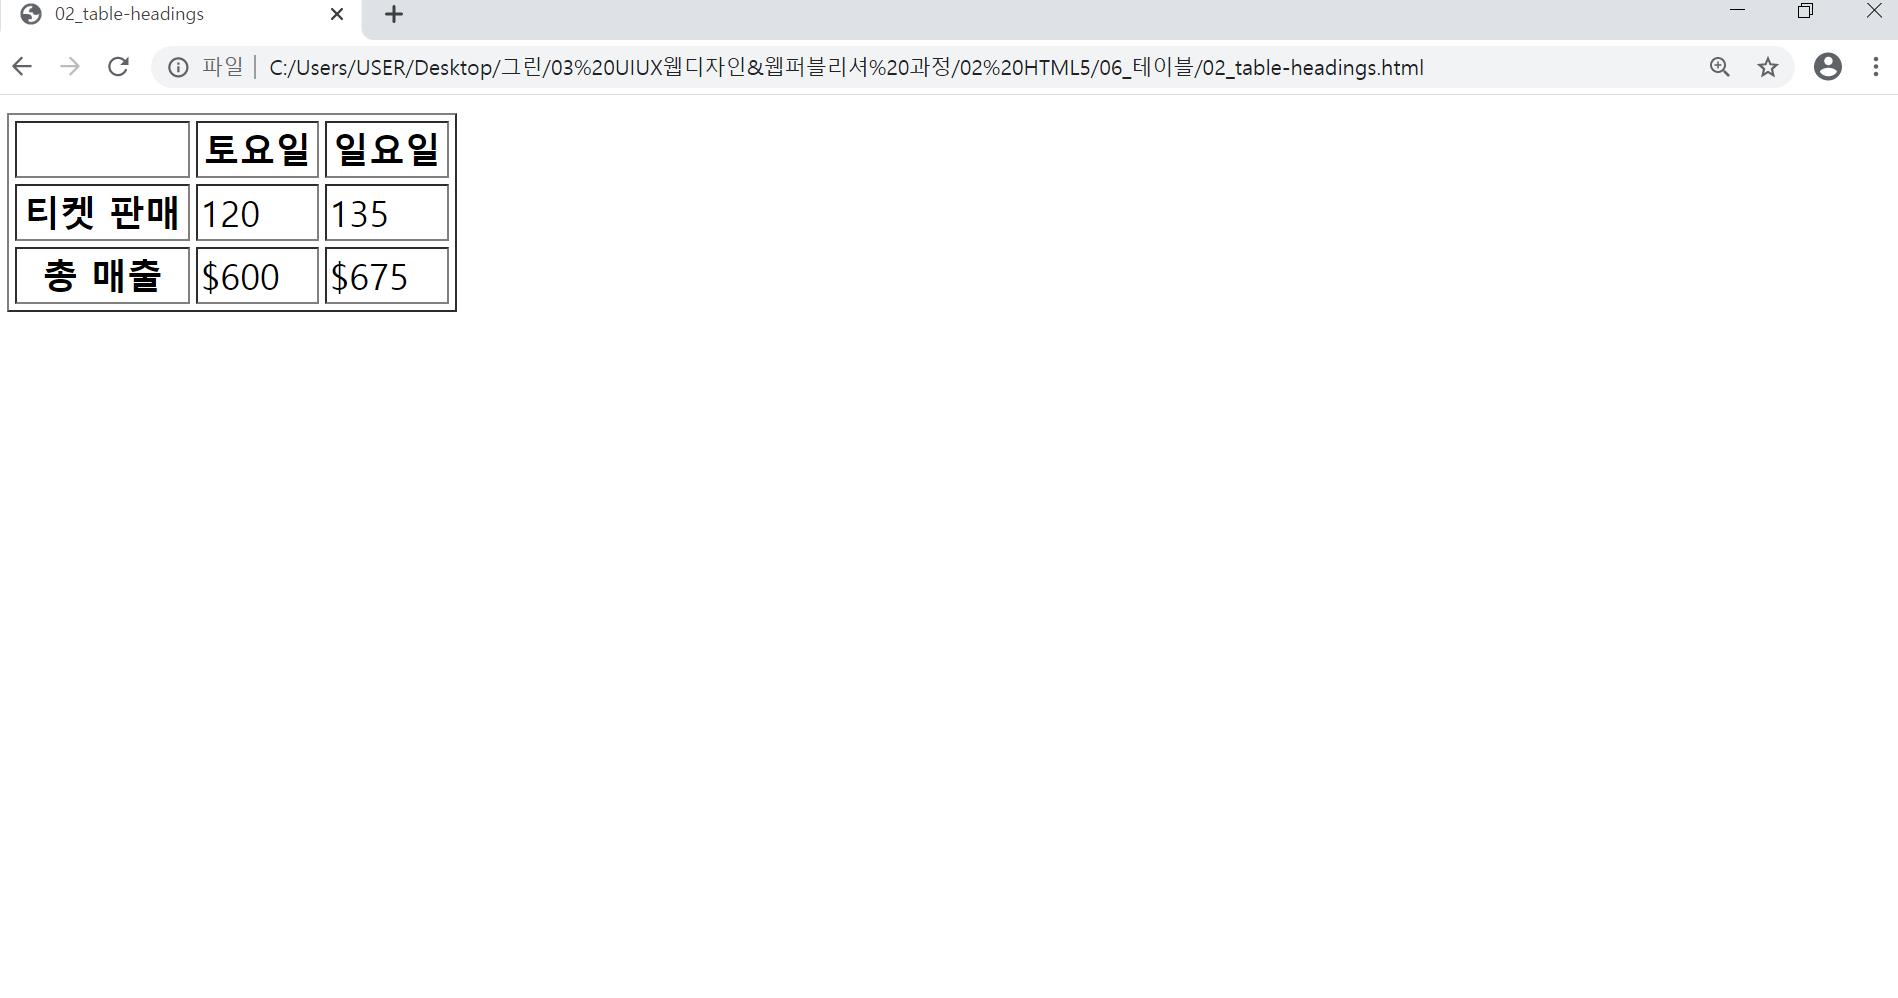 02_table-headings
파일 | C:/Users/USER/Desktop/그린/03%20UIUX웹디자인&웹퍼블리셔%20과정/02%20HTML5/06_테이블/02_table-headings.html
토요일 일요일
티켓 판매 120 135
총 매출 $600 $675